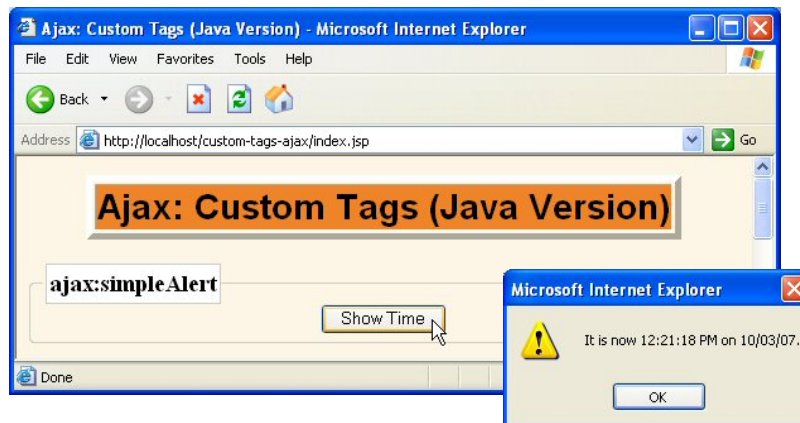 Ajax: Custom Tags (Java Version) - Microsoft Internet Explorer
File Edit View Favorites Tools Help
Back
Address http://localhost/custom-tags-ajax/index.jsp Go
Ajax: Custom Tags (Java Version)
ajax:simpleAlert
Show Time
Microsoft Internet Explorer
It is now 12:21:18 PM on 10/03/07.
OK
Done